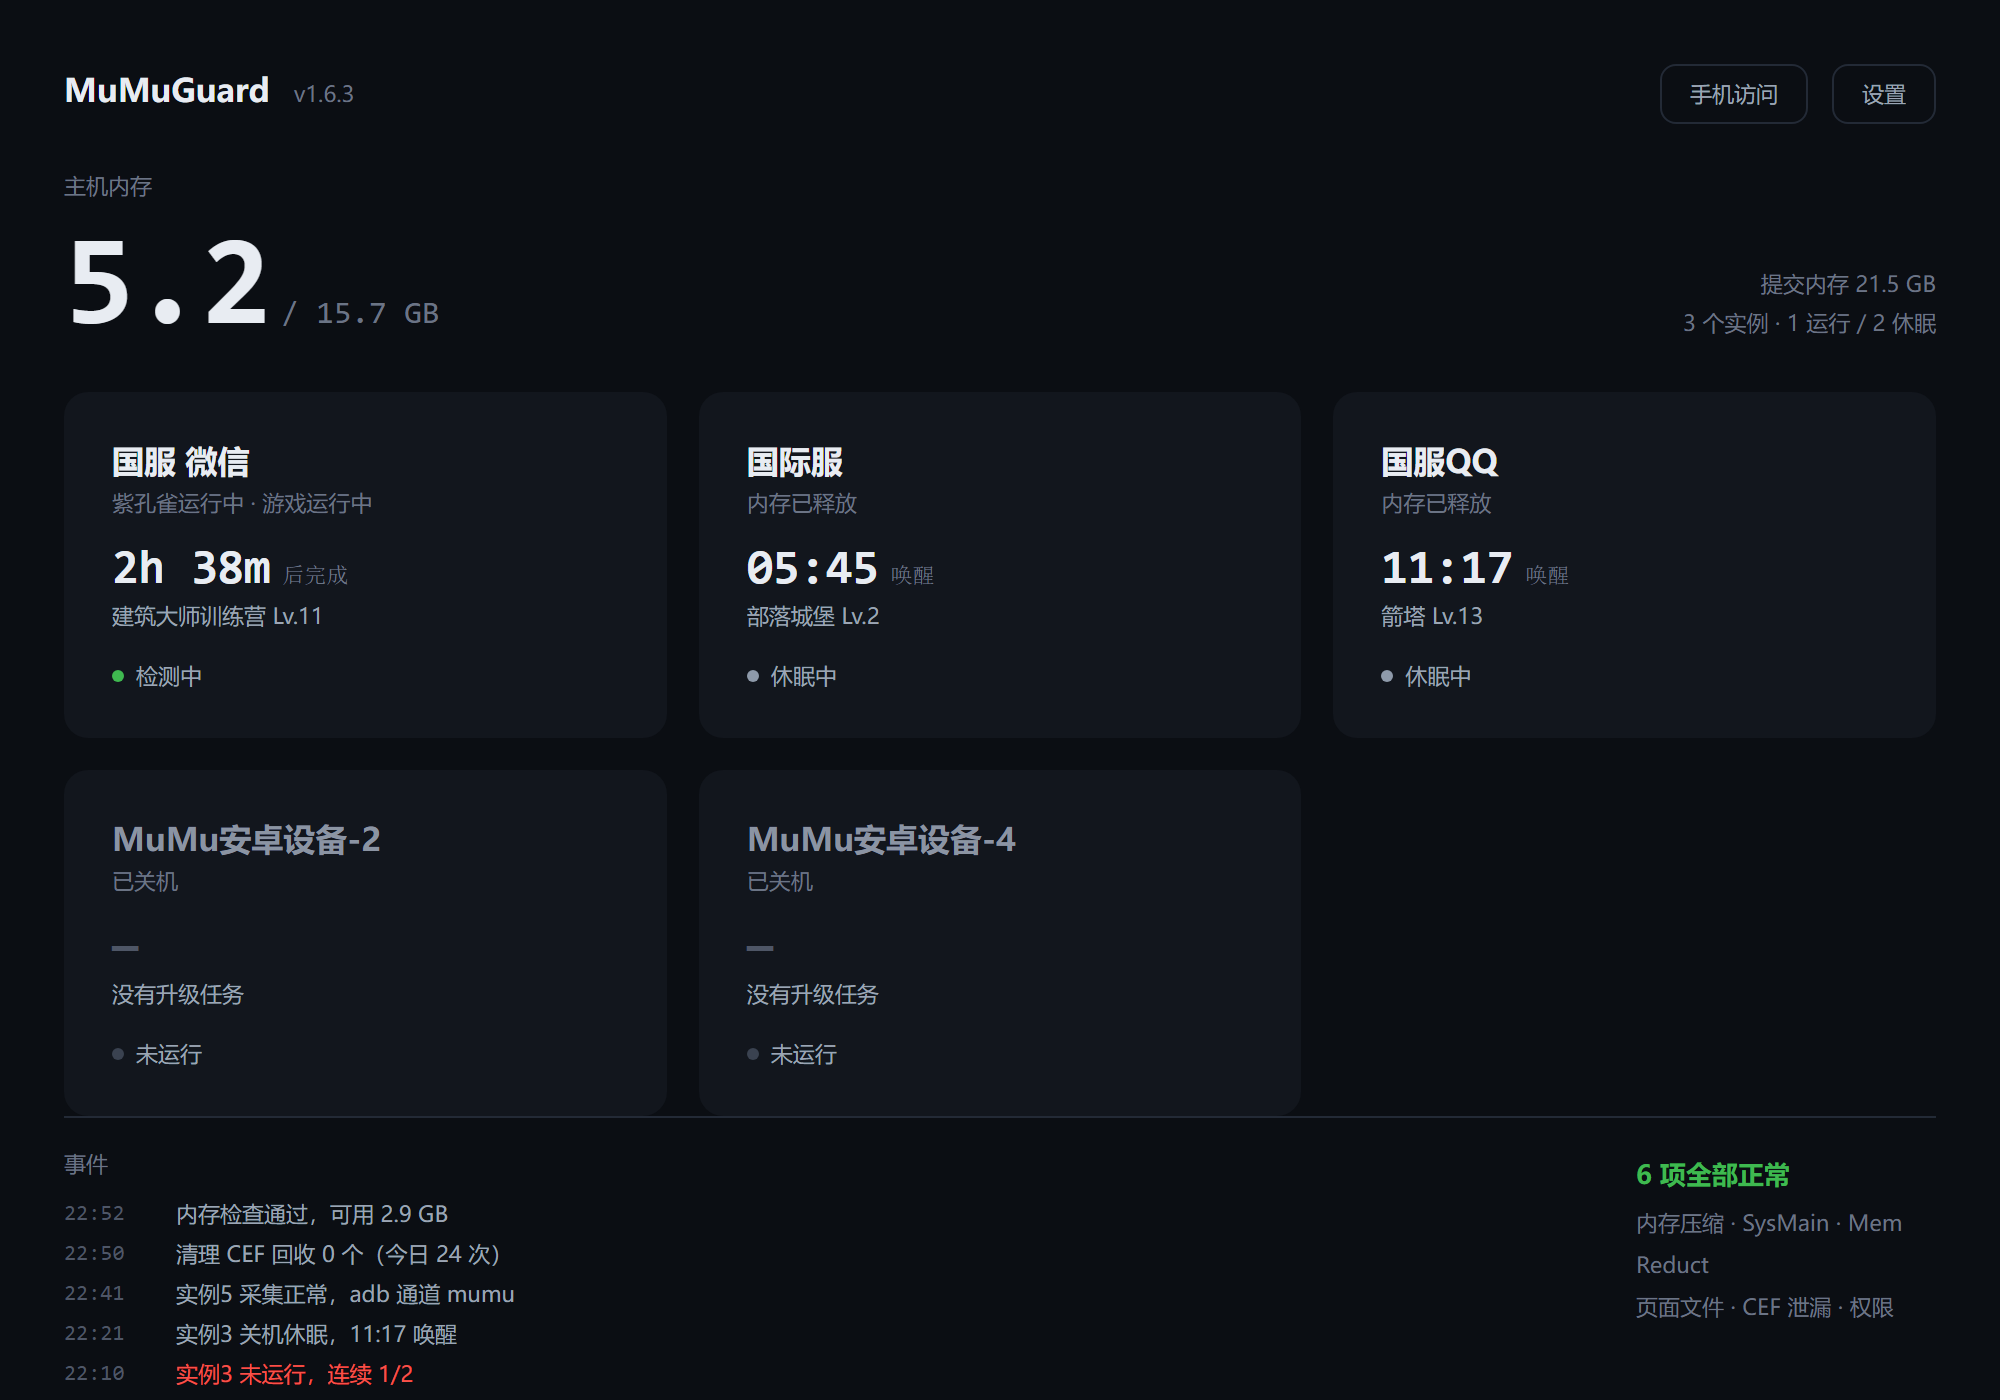 MuMuGuard v1.6.3
手机访问 设置
主机内存
5.2 / 15.7 GB
提交内存 21.5 GB
3 个实例 · 1 运行 / 2 休眠
国服 微信
紫孔雀运行中 · 游戏运行中
2h 38m 后完成
建筑大师训练营 Lv.11
检测中
国际服
内存已释放
05:45 唤醒
部落城堡 Lv.2
休眠中
国服QQ
内存已释放
11:17 唤醒
箭塔 Lv.13
休眠中
MuMu安卓设备-2
已关机
—
没有升级任务
未运行
MuMu安卓设备-4
已关机
—
没有升级任务
未运行
事件
22:52 内存检查通过，可用 2.9 GB
22:50 清理 CEF 回收 0 个（今日 24 次）
22:41 实例5 采集正常，adb 通道 mumu
22:21 实例3 关机休眠，11:17 唤醒
22:10 实例3 未运行，连续 1/2
6 项全部正常
内存压缩 · SysMain · Mem
Reduct
页面文件 · CEF 泄漏 · 权限